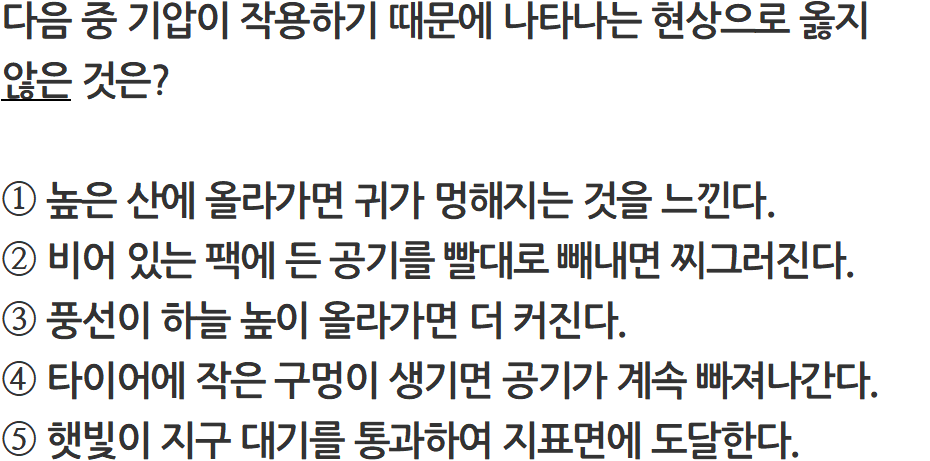 다음 중 기압이 작용하기 때문에 나타나는 현상으로 옳지
않은 것은?
① 높은 산에 올라가면 귀가 멍해지는 것을 느낀다.
② 비어 있는 팩에 든 공기를 빨대로 빼내면 찌그러진다.
③ 풍선이 하늘 높이 올라가면 더 커진다.
④ 타이어에 작은 구멍이 생기면 공기가 계속 빠져나간다.
⑤ 햇빛이 지구 대기를 통과하여 지표면에 도달한다.